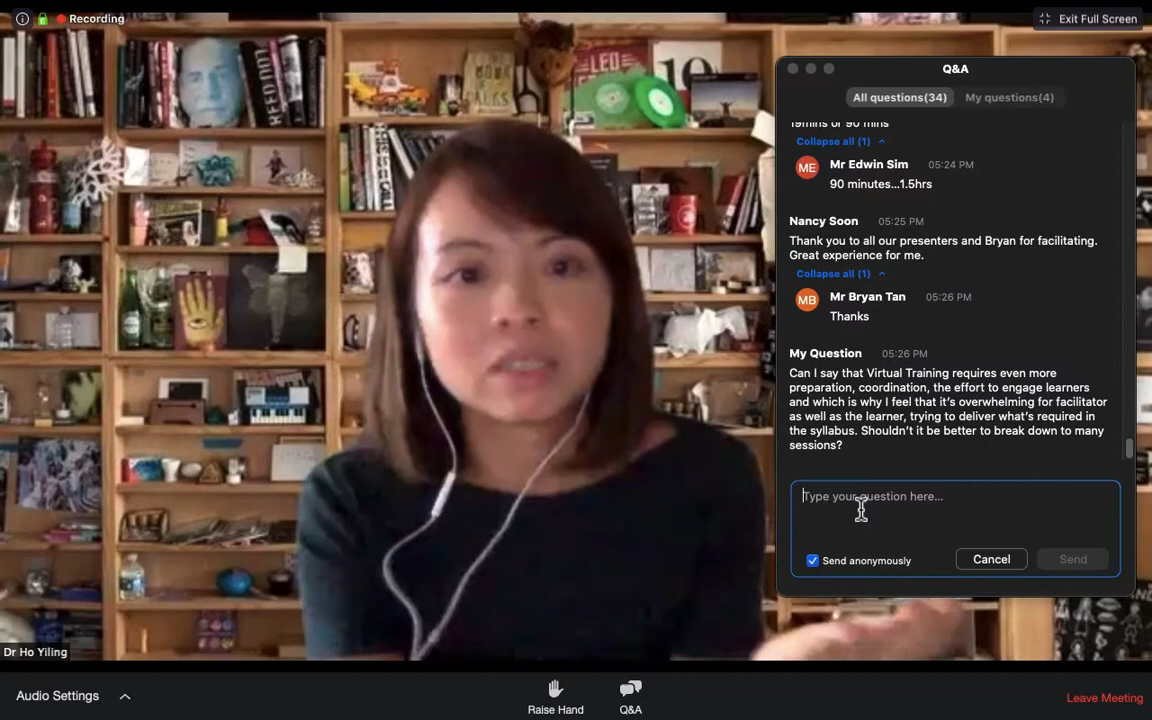 Recording
Exit Full Screen
Q&A
All questions(34) My questions(4)
19mins or 90 mins
Collapse all (1)
ME Mr Edwin Sim 05:24 PM
90 minutes...1.5hrs
Nancy Soon 05:25 PM
Thank you to all our presenters and Bryan for facilitating.
Great experience for me.
Collapse all (1)
MB Mr Bryan Tan 05:26 PM
Thanks
My Question 05:26 PM
Can I say that Virtual Training requires even more
preparation, coordination, the effort to engage learners
and which is why I feel that it's overwhelming for facilitator
as well as the learner, trying to deliver what's required in
the syllabus. Shouldn't it be better to break down to many
sessions?
Type your question here...
Send anonymously Cancel Send
Dr Ho Yiling
Audio Settings
Raise Hand
Q&A
Leave Meeting